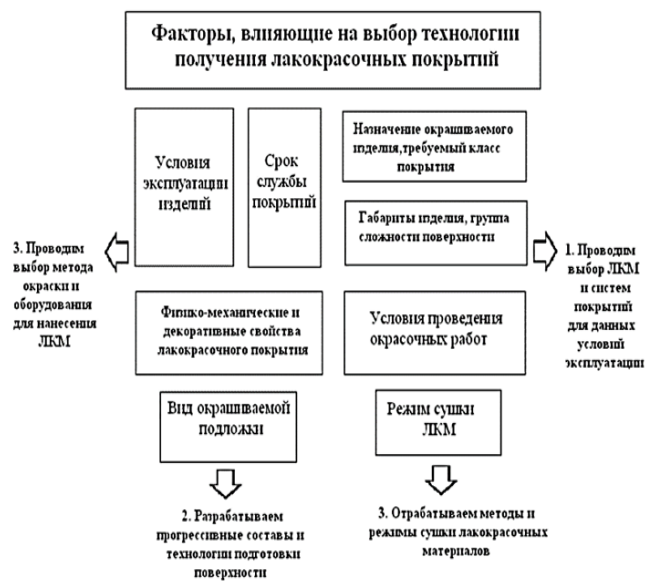 Факторы, влияющие на выбор технологии
получения лакокрасочных покрытий
Условия
эксплуатации
изделий
Срок
службы
покрытий
Назначение окрашиваемого
изделия,требуемый класс
покрытия
Габариты изделия, группа
сложности поверхности
3. Проводим
выбор метода
окраски и
оборудования
для нанесения
ЛКМ
1. Проводим
выбор ЛКМ
и систем
покрытий
для данных
условий
эксплуатации
Физико-механические и
декоративные свойства
лакокрасочного покрытия
Условия проведения
окрасочных работ
Вид окрашиваемой
подложки
Режим сушки
ЛКМ
2. Разрабатываем
прогрессивные составы и
технологии подготовки
поверхности
3. Отрабатываем методы и
режимы сушки лакокрасочных
материалов